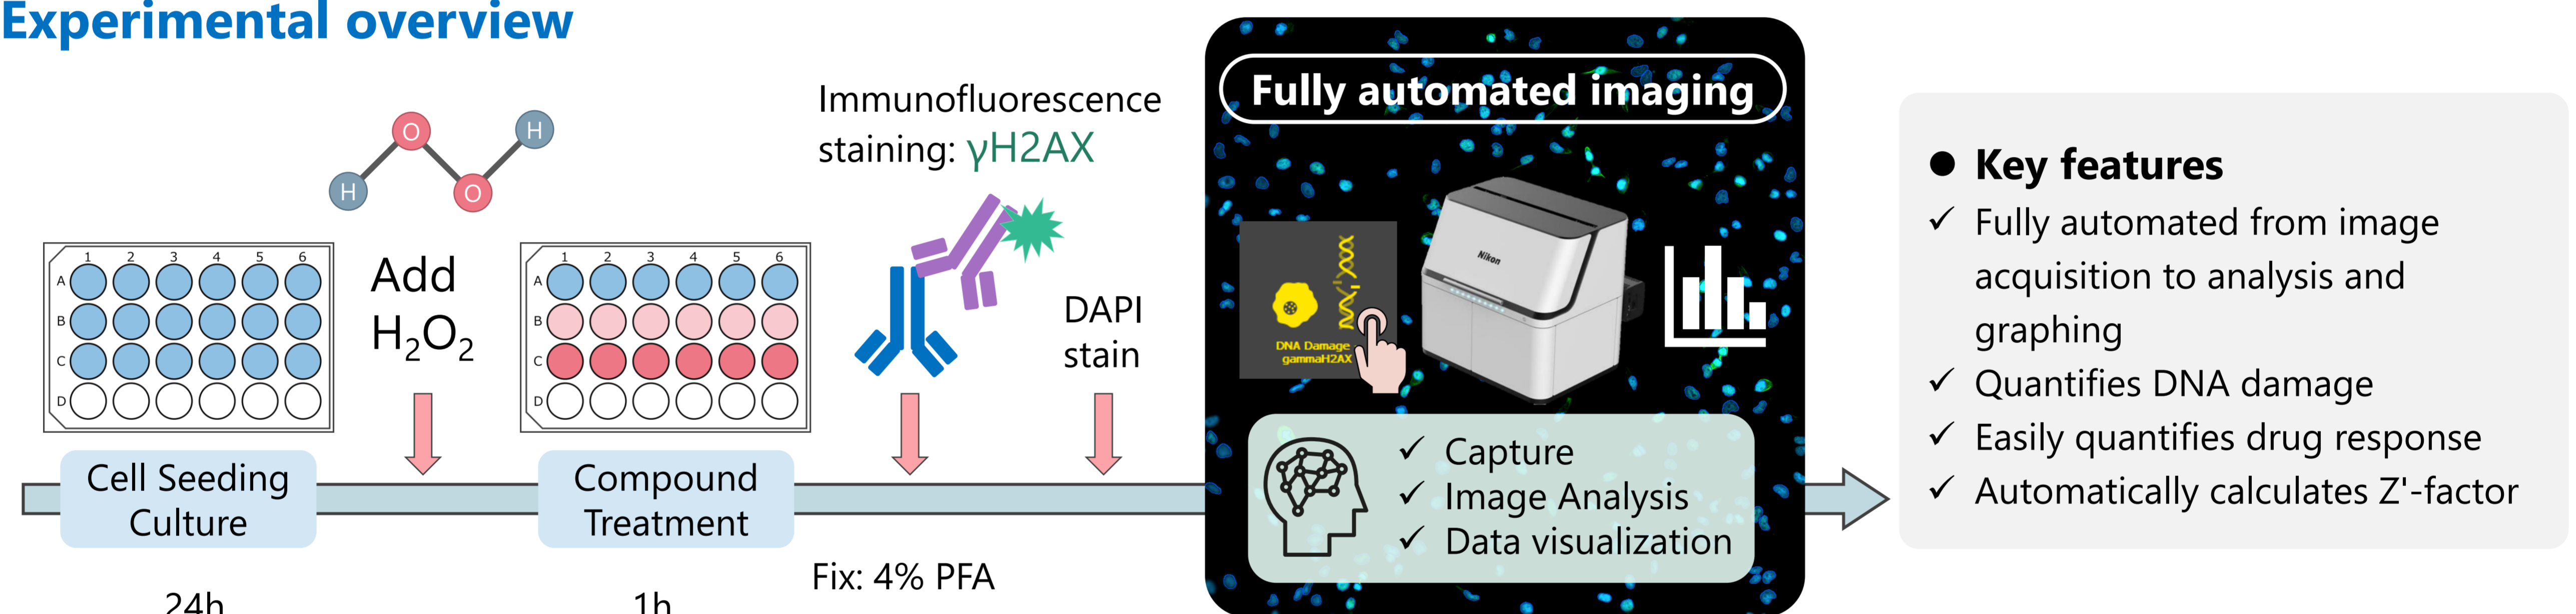 Experimental overview
H
O
O
H
1 2 3 4 5 6
A
B
C
D
Cell Seeding
Culture
24h
Add
H₂O₂
1 2 3 4 5 6
A
B
C
D
Compound
Treatment
1h
Immunofluorescence
staining: γH2AX
Fix: 4% PFA
DAPI
stain
Fully automated imaging
DNA Damage
gammaH2AX
Nikon
✓ Capture
✓ Image Analysis
✓ Data visualization
● Key features
✓ Fully automated from image
acquisition to analysis and
graphing
✓ Quantifies DNA damage
✓ Easily quantifies drug response
✓ Automatically calculates Z'-factor